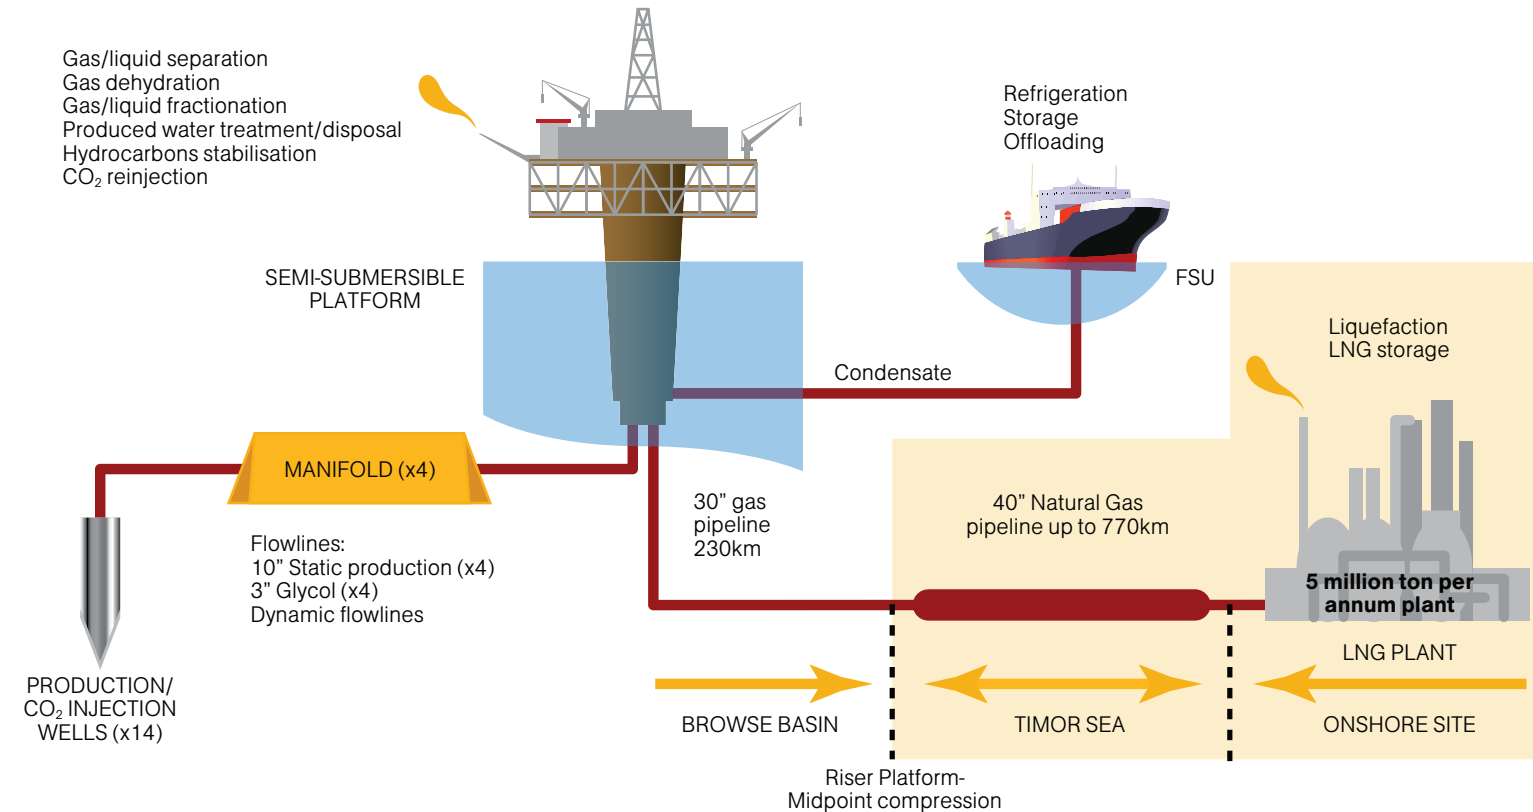 Gas/liquid separation
Gas dehydration
Gas/liquid fractionation
Produced water treatment/disposal
Hydrocarbons stabilisation
CO₂ reinjection
Refrigeration
Storage
Offloading
SEMI-SUBMERSIBLE
PLATFORM
FSU
Liquefaction
LNG storage
Condensate
MANIFOLD (x4)
30” gas
pipeline
230km
40” Natural Gas
pipeline up to 770km
Flowlines:
10” Static production (x4)
3” Glycol (x4)
Dynamic flowlines
5 million ton per
annum plant
LNG PLANT
PRODUCTION/
CO₂ INJECTION
WELLS (x14)
BROWSE BASIN
TIMOR SEA
ONSHORE SITE
Riser Platform-
Midpoint compression